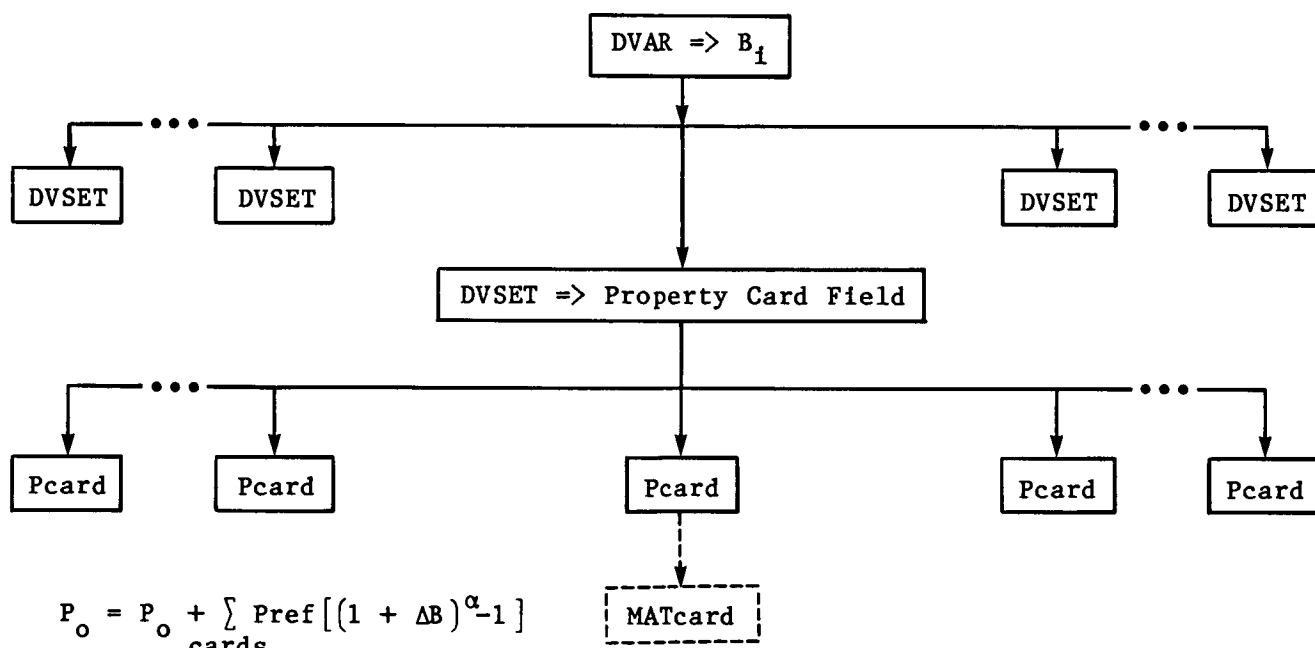 DVAR => B_i
DVSET DVSET DVSET DVSET
DVSET => Property Card Field
Pcard Pcard Pcard Pcard Pcard
MATcard
P_o = P_o + ∑ Pref[(1 + ΔB)^α-1]
cards